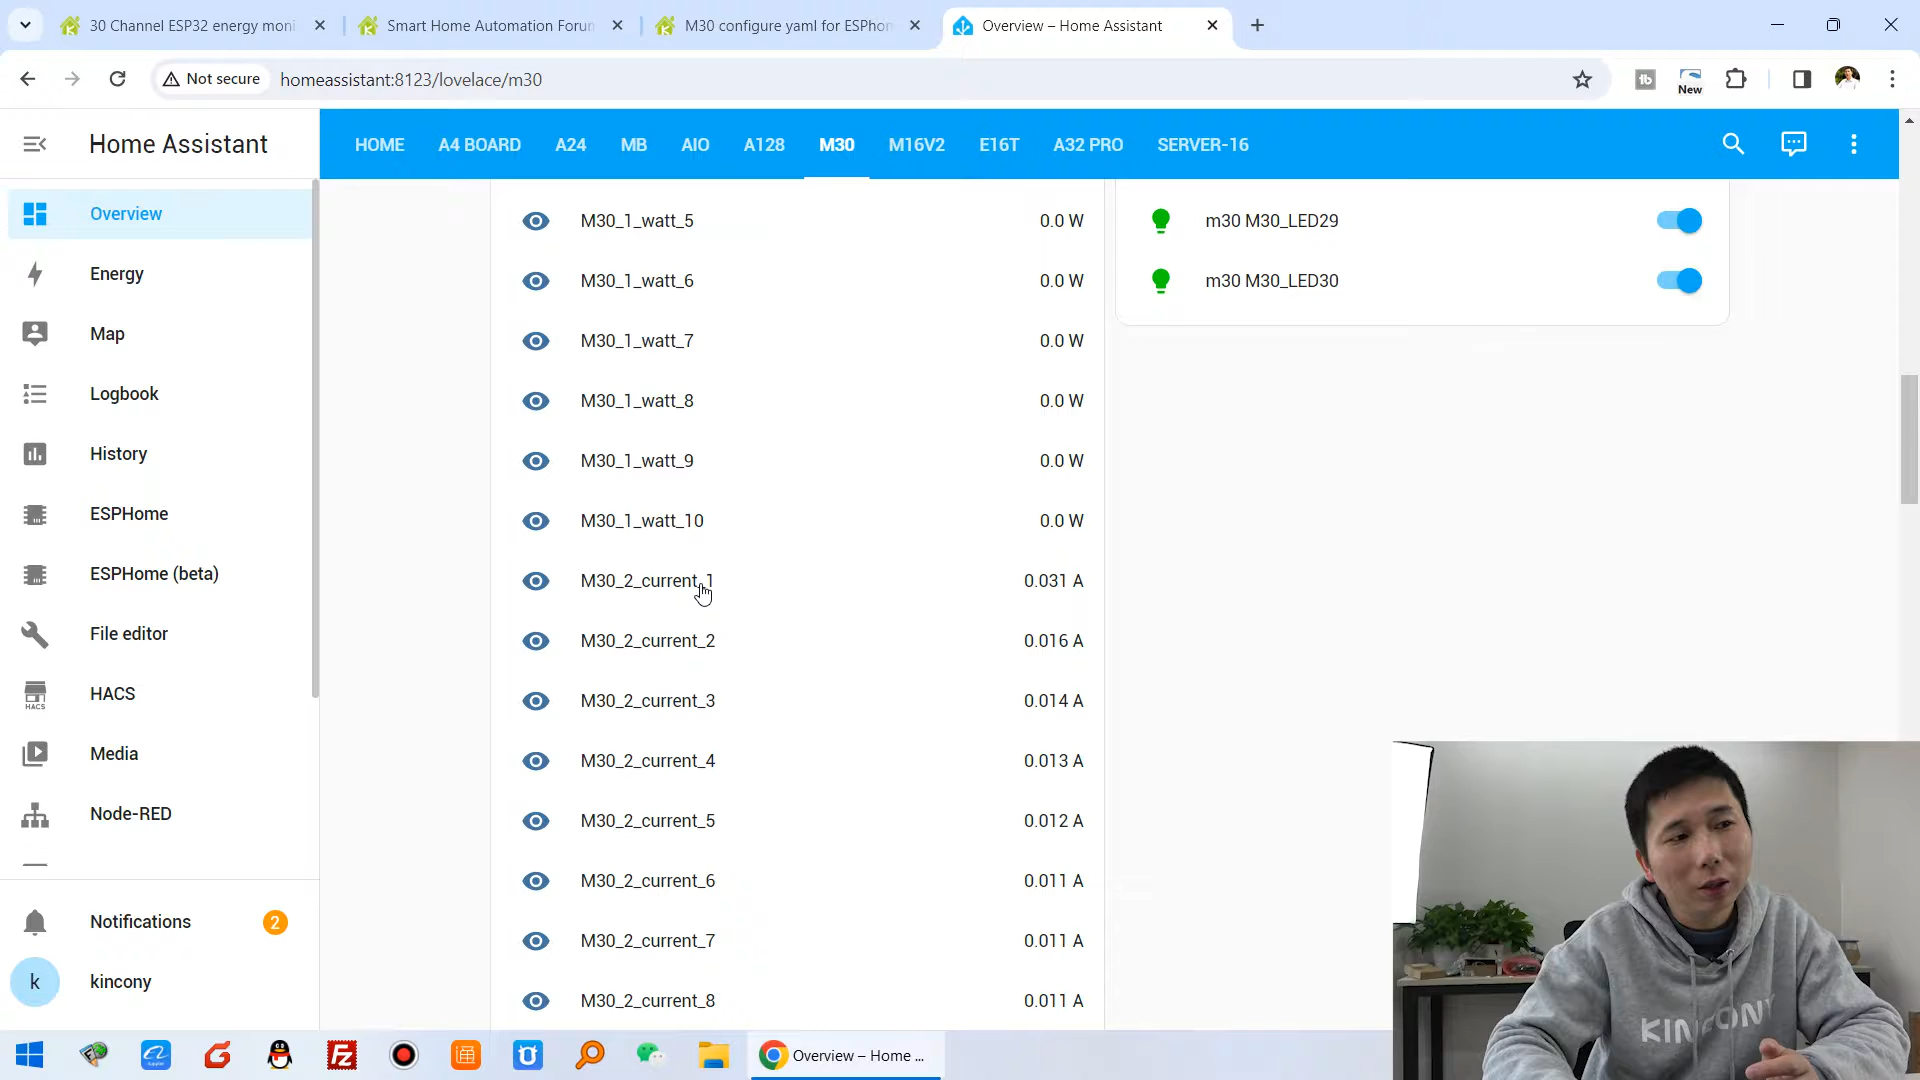 30 Channel ESP32 energy moni
Smart Home Automation Forun
M30 configure yaml for ESPhom
Overview – Home Assistant
Not secure
homeassistant:8123/lovelace/m30
New
Home Assistant
HOME
A4 BOARD
A24
MB
AIO
A128
M30
M16V2
E16T
A32 PRO
SERVER-16
Overview
Energy
Map
Logbook
History
ESPHome
ESPHome (beta)
File editor
HACS
HACS
Media
Node-RED
Notifications
2
k
kincony
M30_1_watt_5 0.0 W
M30_1_watt_6 0.0 W
M30_1_watt_7 0.0 W
M30_1_watt_8 0.0 W
M30_1_watt_9 0.0 W
M30_1_watt_10 0.0 W
M30_2_current_1 0.031 A
M30_2_current_2 0.016 A
M30_2_current_3 0.014 A
M30_2_current_4 0.013 A
M30_2_current_5 0.012 A
M30_2_current_6 0.011 A
M30_2_current_7 0.011 A
M30_2_current_8 0.011 A
m30 M30_LED29
m30 M30_LED30
KINCONY
Overview – Home ...